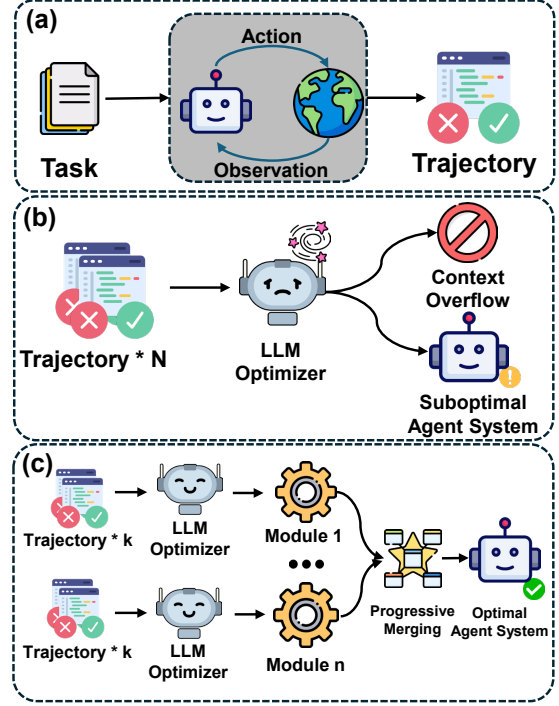 (a)
Action
Task
Observation
Trajectory
(b)
Trajectory * N
LLM
Optimizer
Context
Overflow
Suboptimal
Agent System
(c)
Trajectory * k
LLM
Optimizer
Module 1
•••
Trajectory * k
LLM
Optimizer
Module n
Progressive
Merging
Optimal
Agent System